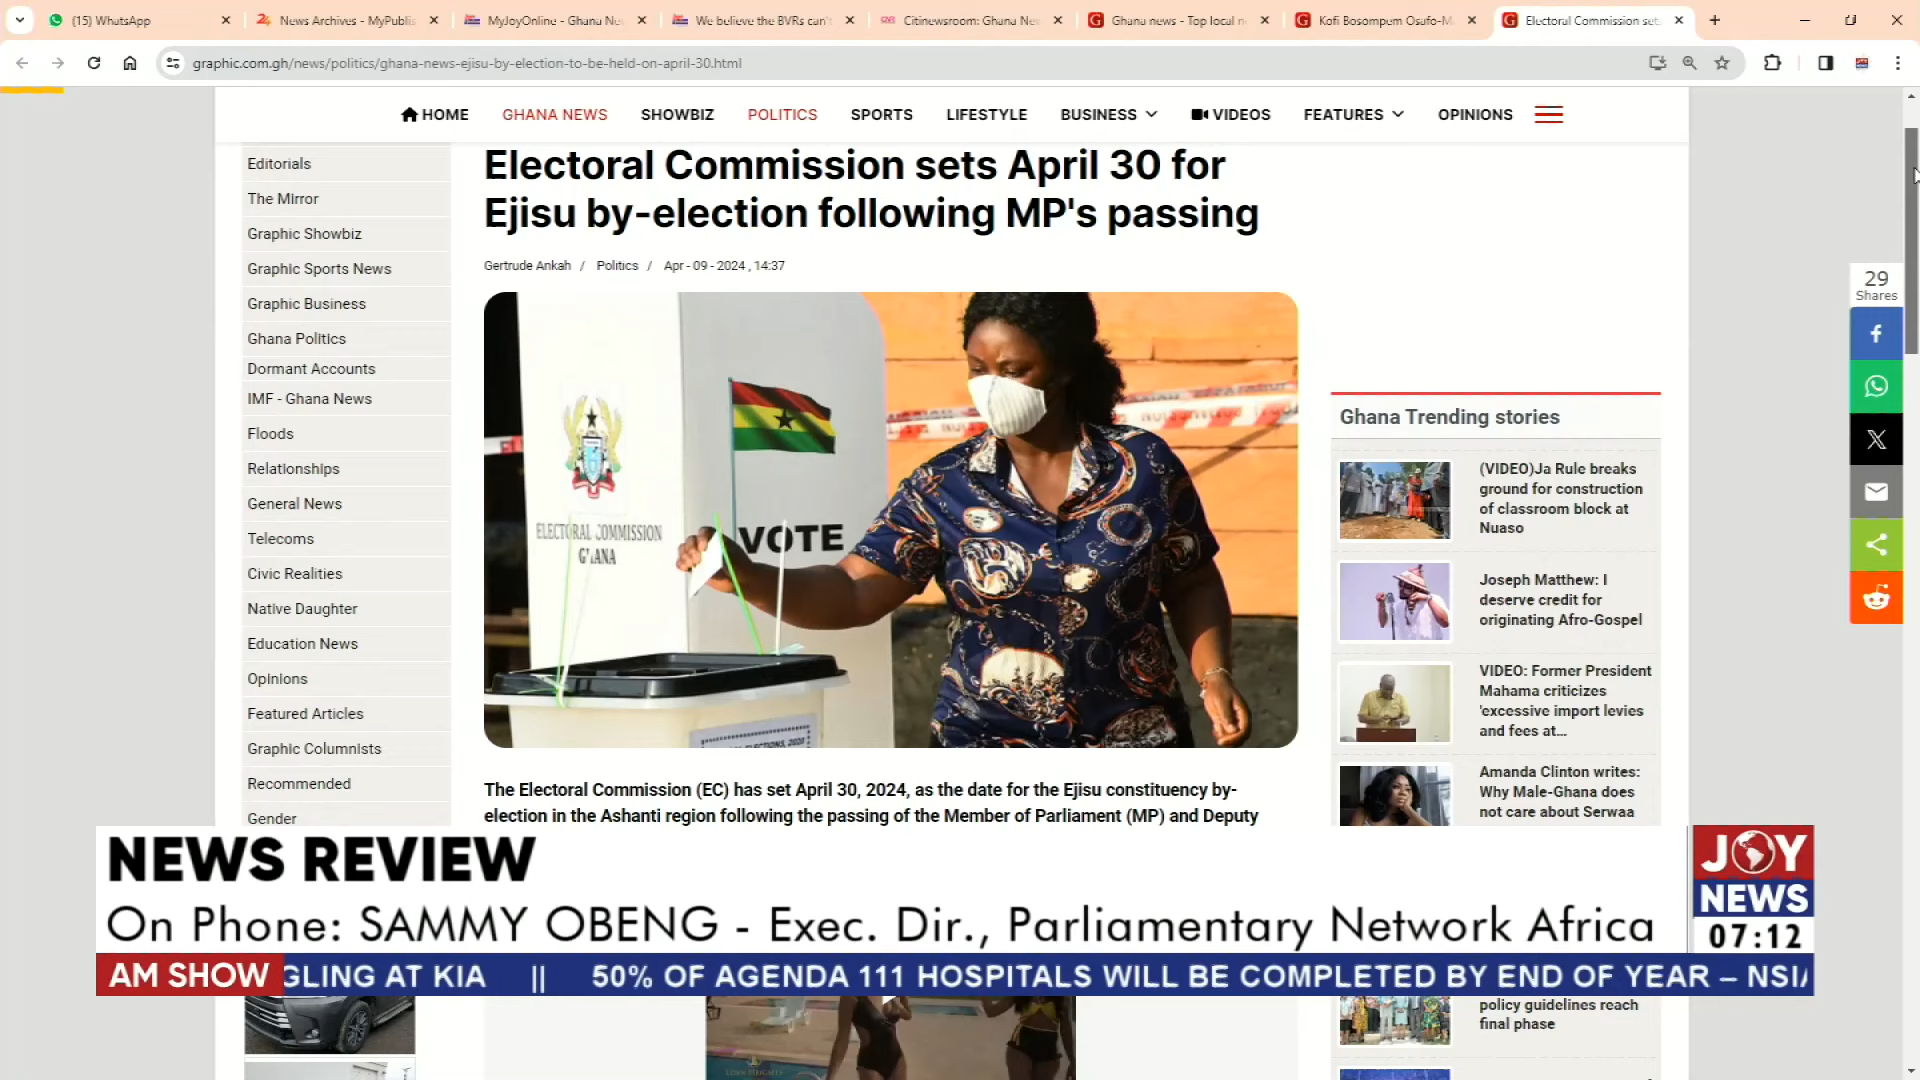 (15) WhatsApp
News Archives - MyPublis
MyJoyOnline - Ghana Ne
We believe the BVRs can't
Citinewsroom: Ghana Ne
Ghana news - Top local n
Kofi Bosompem Osufo-M
Electoral Commission set
graphic.com.gh/news/politics/ghana-news-ejisu-by-election-to-be-held-on-april-30.html
HOME GHANA NEWS SHOWBIZ POLITICS SPORTS LIFESTYLE BUSINESS VIDEOS FEATURES OPINIONS
Editorials
The Mirror
Graphic Showbiz
Graphic Sports News
Graphic Business
Ghana Politics
Dormant Accounts
IMF - Ghana News
Floods
Relationships
General News
Telecoms
Civic Realities
Native Daughter
Education News
Opinions
Featured Articles
Graphic Columnists
Recommended
Gender
Electoral Commission sets April 30 for
Ejisu by-election following MP's passing
Gertrude Ankah / Politics / Apr - 09 - 2024 , 14:37
ELECTORAL COMMISSION
GHANA
VOTE
ELECTIONS, 2020
The Electoral Commission (EC) has set April 30, 2024, as the date for the Ejisu constituency by-
election in the Ashanti region following the passing of the Member of Parliament (MP) and Deputy
Ghana Trending stories
(VIDEO)Ja Rule breaks
ground for construction
of classroom block at
Nuaso
Joseph Matthew: I
deserve credit for
originating Afro-Gospel
VIDEO: Former President
Mahama criticizes
'excessive import levies
and fees at...
Amanda Clinton writes:
Why Male-Ghana does
not care about Serwaa
policy guidelines reach
final phase
29
Shares
NEWS REVIEW
On Phone: SAMMY OBENG - Exec. Dir., Parliamentary Network Africa
JOY
NEWS
07:12
AM SHOW GLING AT KIA || 50% OF AGENDA 111 HOSPITALS WILL BE COMPLETED BY END OF YEAR – NSIA